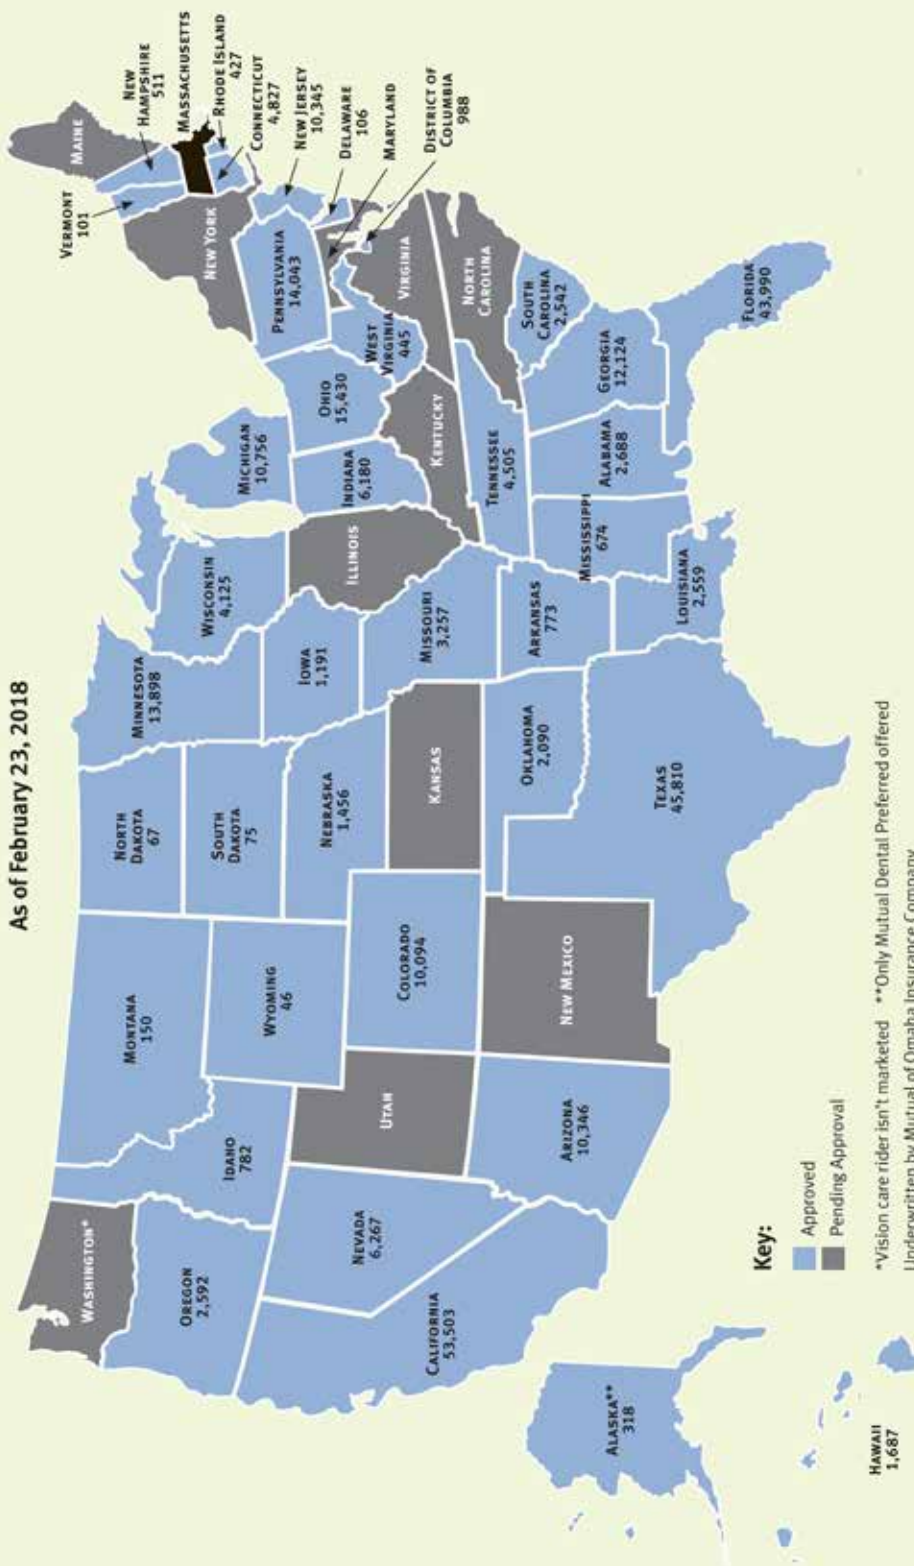 As of February 23, 2018
WASHINGTON*
OREGON
2,592
CALIFORNIA
53,503
NEVADA
6,267
IDAHO
782
MONTANA
150
WYOMING
46
UTAH
ARIZONA
10,346
COLORADO
10,094
NEW MEXICO
NORTH
DAKOTA
67
SOUTH
DAKOTA
75
NEBRASKA
1,456
KANSAS
OKLAHOMA
2,090
TEXAS
45,810
MINNESOTA
13,898
IOWA
1,191
MISSOURI
3,257
ARKANSAS
773
LOUISIANA
2,559
WISCONSIN
4,125
ILLINOIS
MICHIGAN
10,756
INDIANA
6,180
OHIO
15,430
KENTUCKY
TENNESSEE
4,505
MISSISSIPPI
674
ALABAMA
2,688
GEORGIA
12,124
FLORIDA
43,990
SOUTH
CAROLINA
2,542
NORTH
CAROLINA
VIRGINIA
WEST
VIRGINIA
445
PENNSYLVANIA
14,043
NEW YORK
VERMONT
101
MAINE
NEW
HAMPSHIRE
511
MASSACHUSETTS
RHODE ISLAND
427
CONNECTICUT
4,827
NEW JERSEY
10,345
DELAWARE
106
MARYLAND
DISTRICT OF
COLUMBIA
988
ALASKA**
318
HAWAII
1,687
Key:
Approved
Pending Approval
*Vision care rider isn't marketed **Only Mutual Dental Preferred offered
Underwritten by Mutual of Omaha Insurance Company